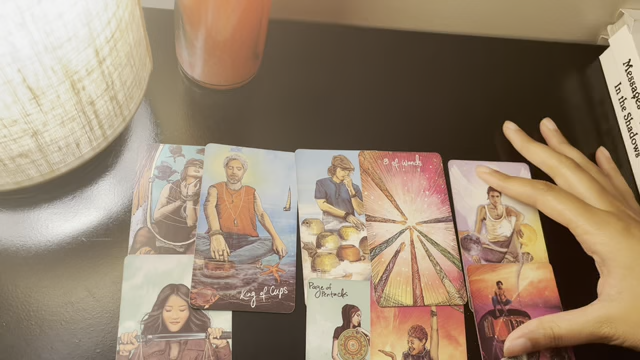 Messages
In the Shadows
8 of Wands
King of Cups
Page of
Pentacles